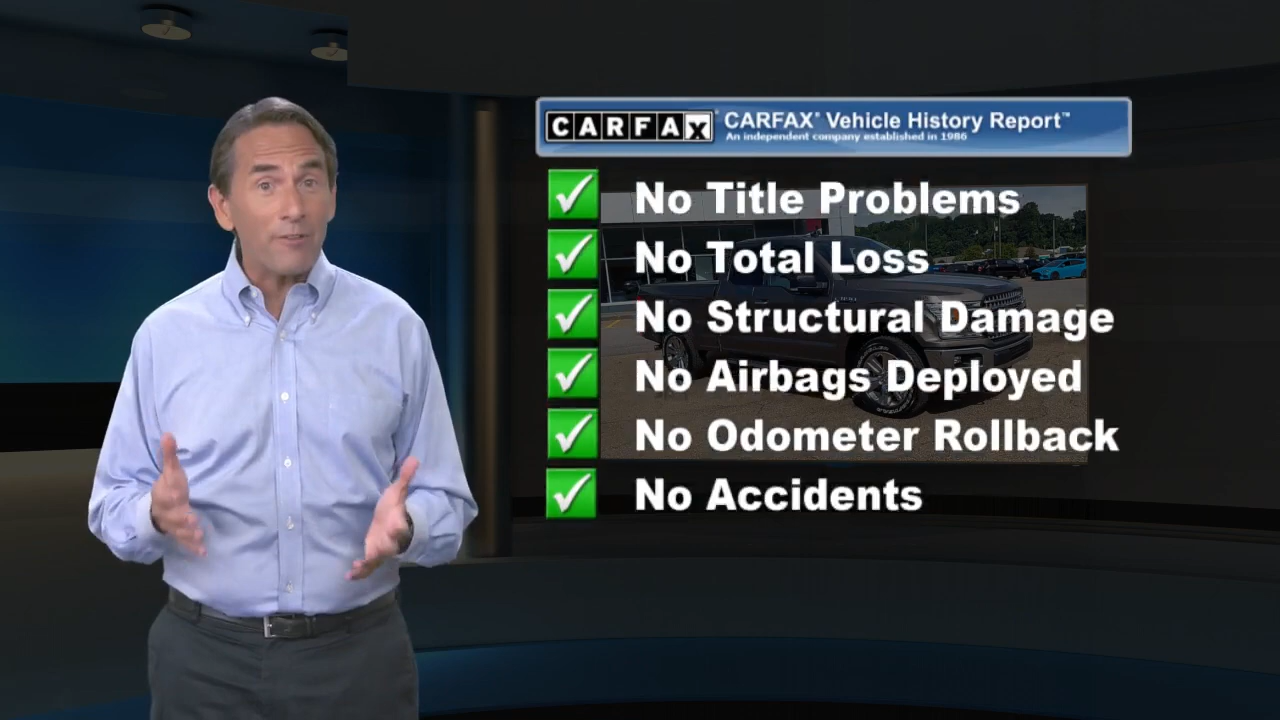 CARFAX® CARFAX® Vehicle History Report™
An independent company established in 1986
No Title Problems
No Total Loss
No Structural Damage
No Airbags Deployed
No Odometer Rollback
No Accidents